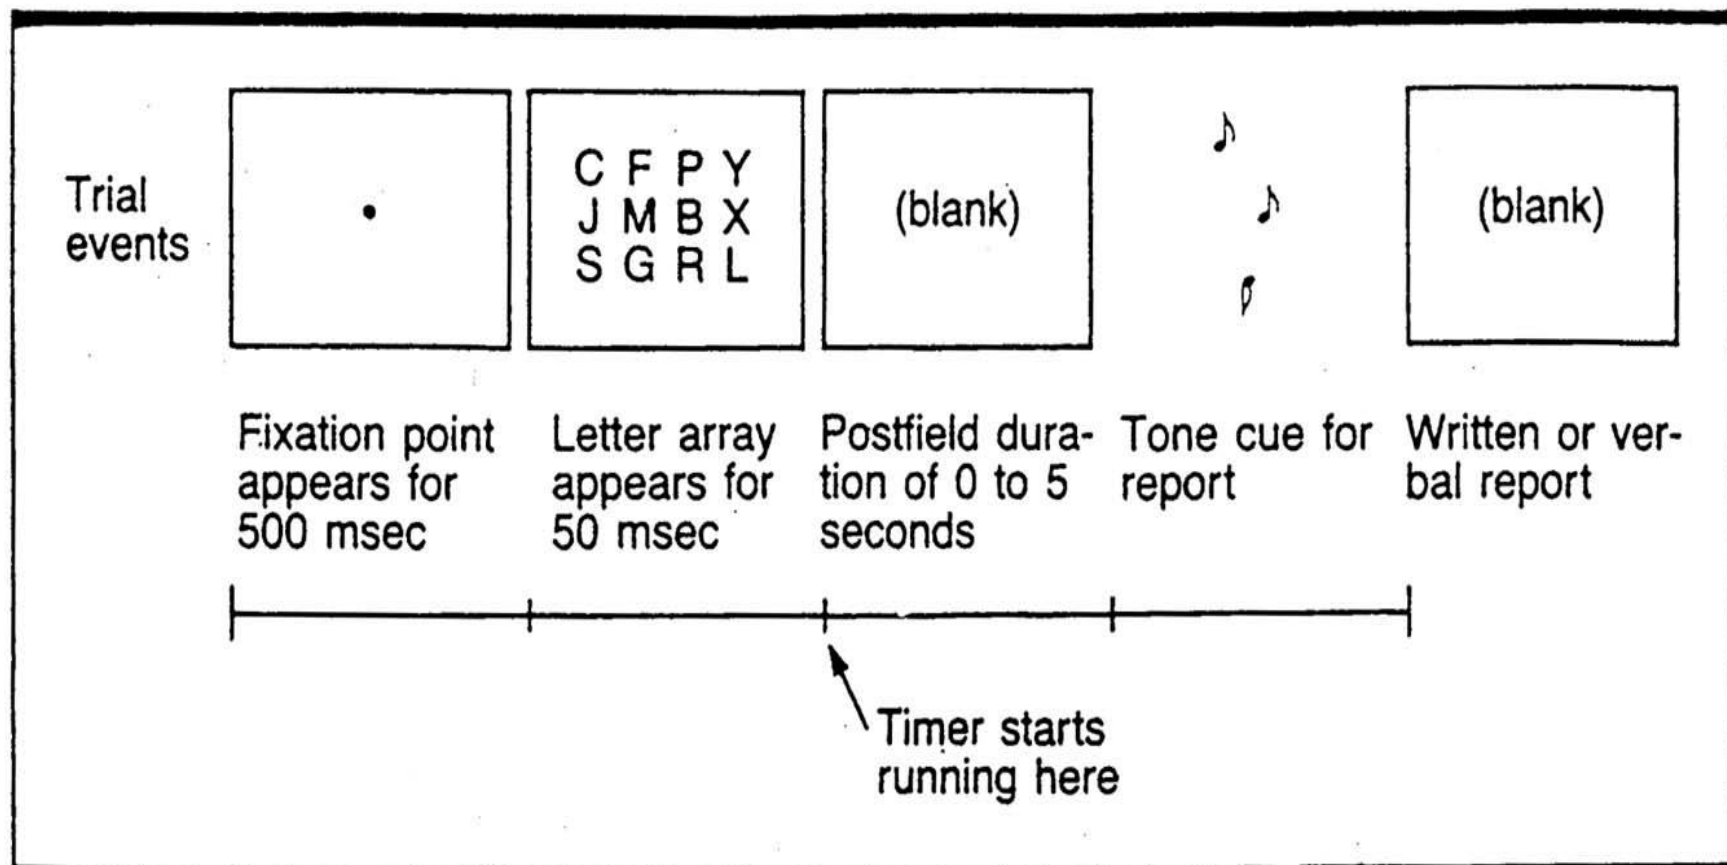 Trial
events
C F P Y
J M B X
S G R L
(blank)
(blank)
Fixation point
appears for
500 msec
Letter array
appears for
50 msec
Postfield dura-
tion of 0 to 5
seconds
Tone cue for
report
Written or ver-
bal report
Timer starts
running here